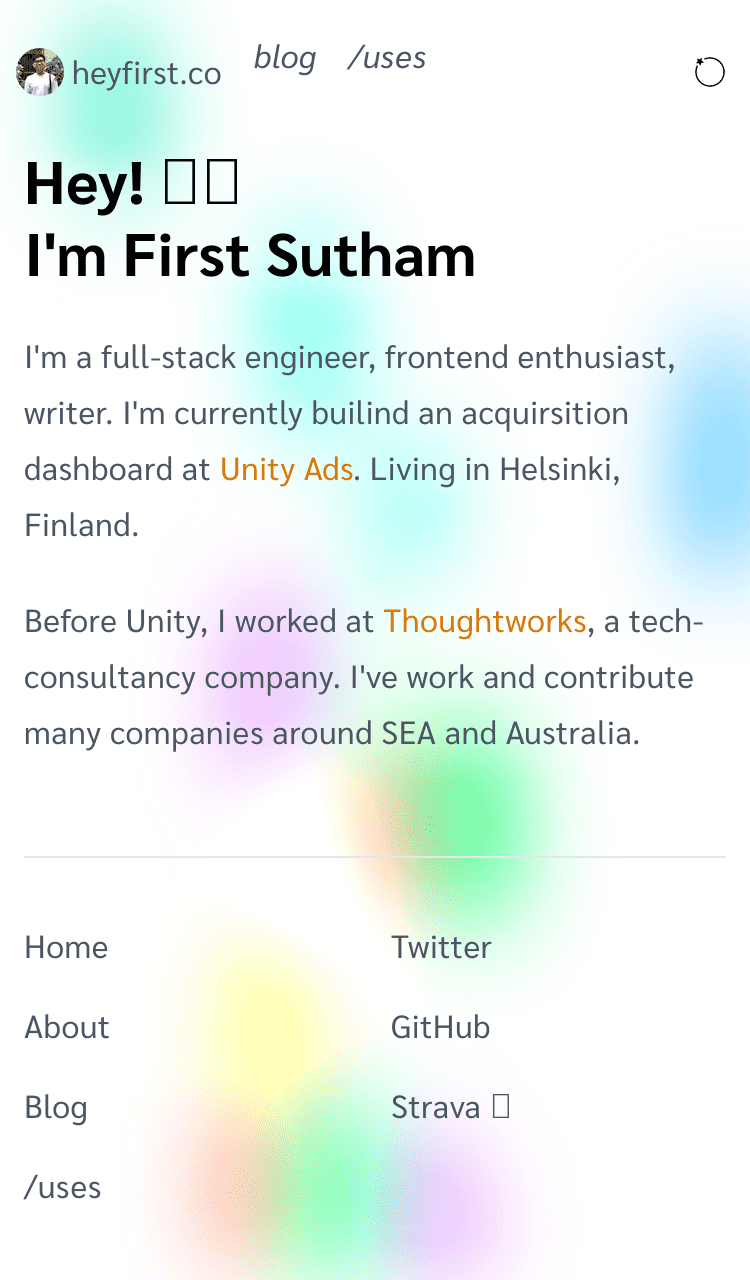 heyfirst.co blog /uses
Hey!
I'm First Sutham
I'm a full-stack engineer, frontend enthusiast,
writer. I'm currently builind an acquirsition
dashboard at Unity Ads. Living in Helsinki,
Finland.
Before Unity, I worked at Thoughtworks, a tech-
consultancy company. I've work and contribute
many companies around SEA and Australia.
Home
Twitter
About
GitHub
Blog
Strava
/uses